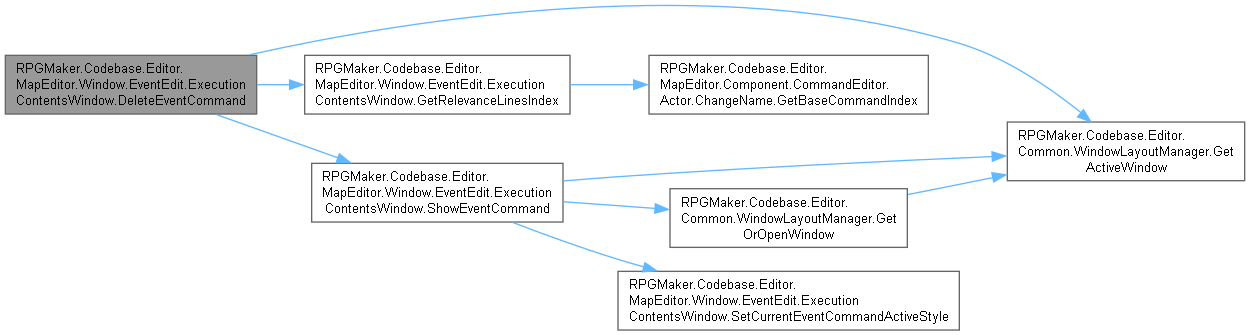 RPGMaker.Codebase.Editor.
MapEditor.Window.EventEdit.Execution
ContentsWindow.DeleteEventCommand
RPGMaker.Codebase.Editor.
MapEditor.Window.EventEdit.Execution
ContentsWindow.GetRelevanceLinesIndex
RPGMaker.Codebase.Editor.
MapEditor.Component.CommandEditor.
Actor.ChangeName.GetBaseCommandIndex
RPGMaker.Codebase.Editor.
Common.WindowLayoutManager.Get
ActiveWindow
RPGMaker.Codebase.Editor.
MapEditor.Window.EventEdit.Execution
ContentsWindow.ShowEventCommand
RPGMaker.Codebase.Editor.
Common.WindowLayoutManager.Get
OrOpenWindow
RPGMaker.Codebase.Editor.
MapEditor.Window.EventEdit.Execution
ContentsWindow.SetCurrentEventCommandActiveStyle